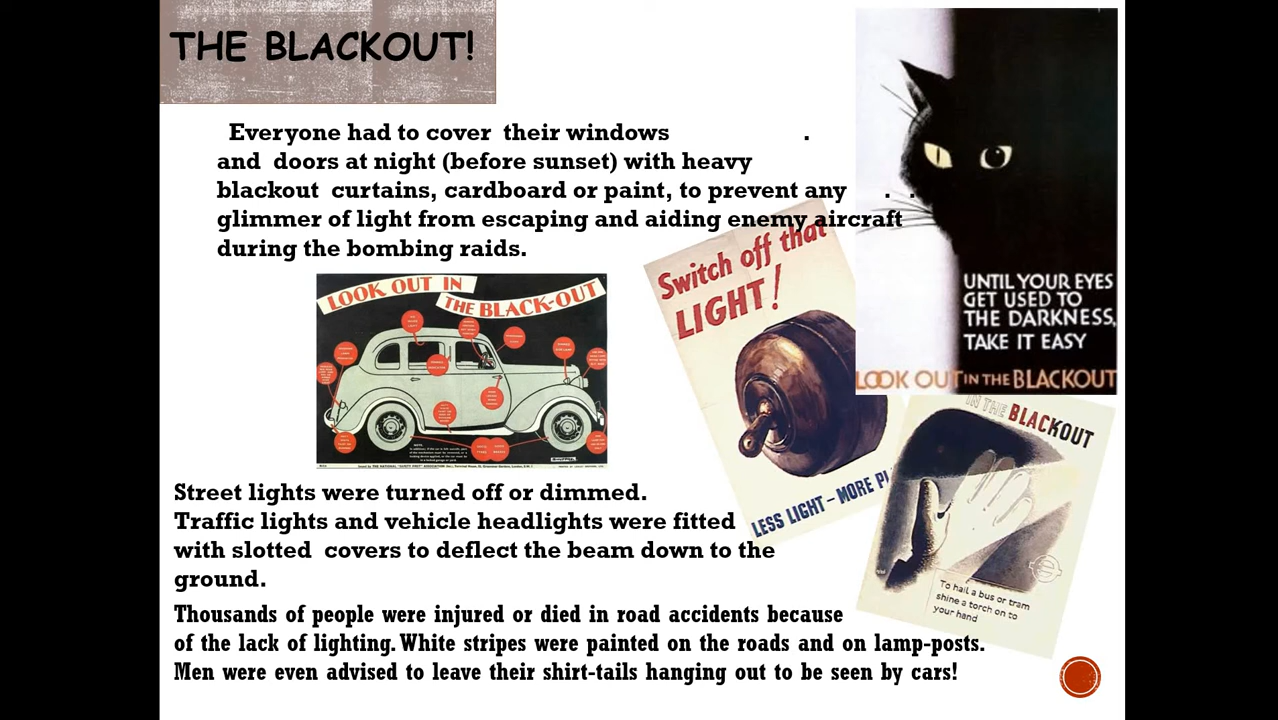 THE BLACKOUT!
Everyone had to cover their windows .
and doors at night (before sunset) with heavy
blackout curtains, cardboard or paint, to prevent any . .
glimmer of light from escaping and aiding enemy aircraft
during the bombing raids.
UNTIL YOUR EYES
GET USED TO
THE DARKNESS,
TAKE IT EASY
LOOK OUT IN THE BLACKOUT
Switch off that
LIGHT!
LESS LIGHT – MORE PL
LOOK OUT IN
THE BLACK-OUT
IN THE BLACKOUT
To hail a bus or tram
shine a torch on to
your hand
Street lights were turned off or dimmed.
Traffic lights and vehicle headlights were fitted
with slotted covers to deflect the beam down to the
ground.
Thousands of people were injured or died in road accidents because
of the lack of lighting. White stripes were painted on the roads and on lamp-posts.
Men were even advised to leave their shirt-tails hanging out to be seen by cars!